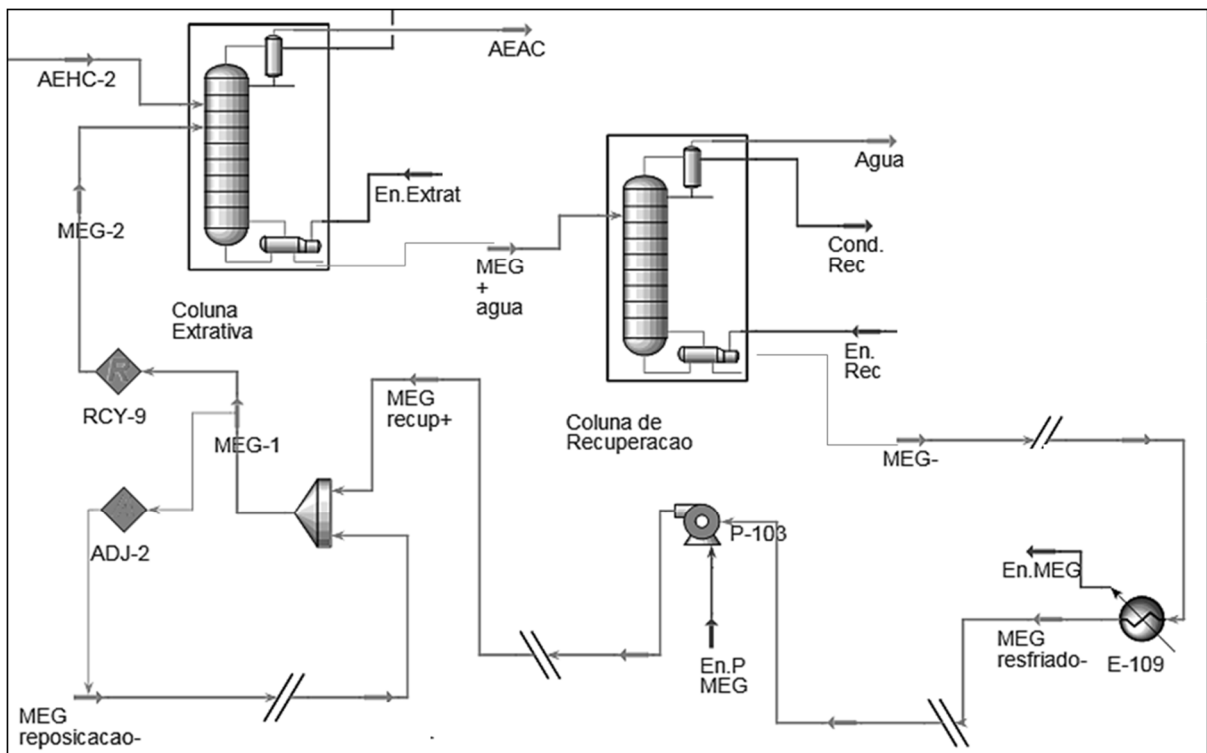 AEAC
AEHC-2
Agua
En.Extrat
MEG-2
MEG
+
agua
Cond.
Rec
Coluna
Extrativa
En.
Rec
R
RCY-9
MEG
recup+
MEG-1
Coluna de
Recuperacao
MEG-
ADJ-2
P-103
En.MEG
En.P
MEG
MEG
resfriado-
E-109
MEG
reposicacao-